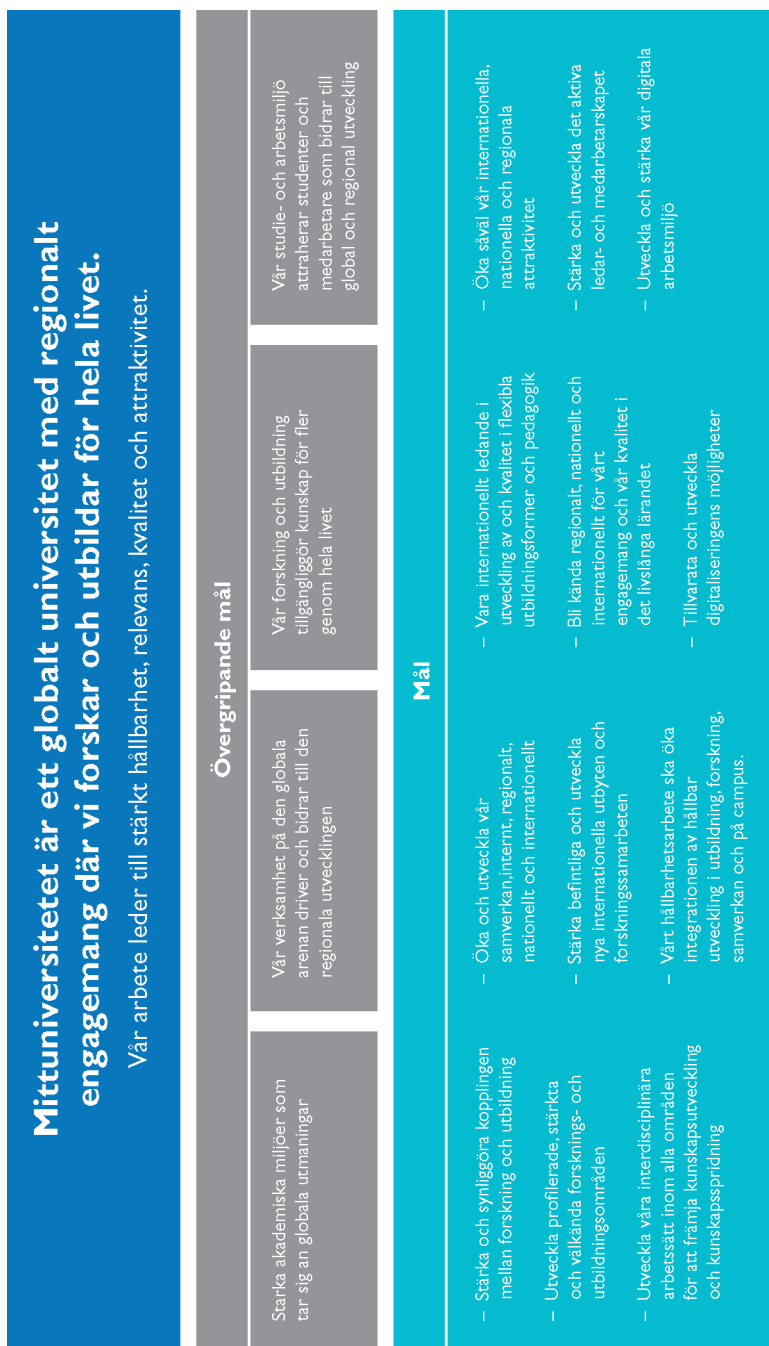 Mittuniversitetet är ett globalt universitet med regionalt
engagemang där vi forskar och utbildar för hela livet.
Vår arbete leder till stärkt hållbarhet, relevans, kvalitet och attraktivitet.
Övergripande mål
Starka akademiska miljöer som
tar sig an globala utmaningar
Vår verksamhet på den globala
arenan driver och bidrar till den
regionala utvecklingen
Vår forskning och utbildning
tillgängliggör kunskap för fler
genom hela livet
Vår studie- och arbetsmiljö
attraherar studenter och
medarbetare som bidrar till
global och regional utveckling
Mål
– Stärka och synliggöra kopplingen
mellan forskning och utbildning
– Utveckla profilerade, stärkta
och välkända forsknings- och
utbildningsområden
– Utveckla våra interdisciplinära
arbetssätt inom alla områden
för att främja kunskapsutveckling
och kunskapsspridning
– Öka och utveckla vår
samverkan,internt, regionalt,
nationellt och internationellt
– Stärka befintliga och utveckla
nya internationella utbyten och
forskningssamarbeten
– Vårt hållbarhetsarbete ska öka
integrationen av hållbar
utveckling i utbildning, forskning,
samverkan och på campus.
– Vara internationellt ledande i
utveckling av och kvalitet i flexibla
utbildningsformer och pedagogik
– Bli kända regionalt, nationellt och
internationellt för vårt
engagemang och vår kvalitet i
det livslånga lärandet
– Tillvarata och utveckla
digitaliseringens möjligheter
– Öka såväl vår internationella,
nationella och regionala
attraktivitet
– Stärka och utveckla det aktiva
ledar- och medarbetarskapet
– Utveckla och stärka vår digitala
arbetsmiljö